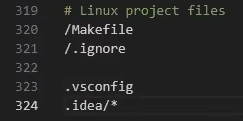 319 # Linux project files
320 /Makefile
321 /.ignore
322
323 .vsconfig
324 .idea/*